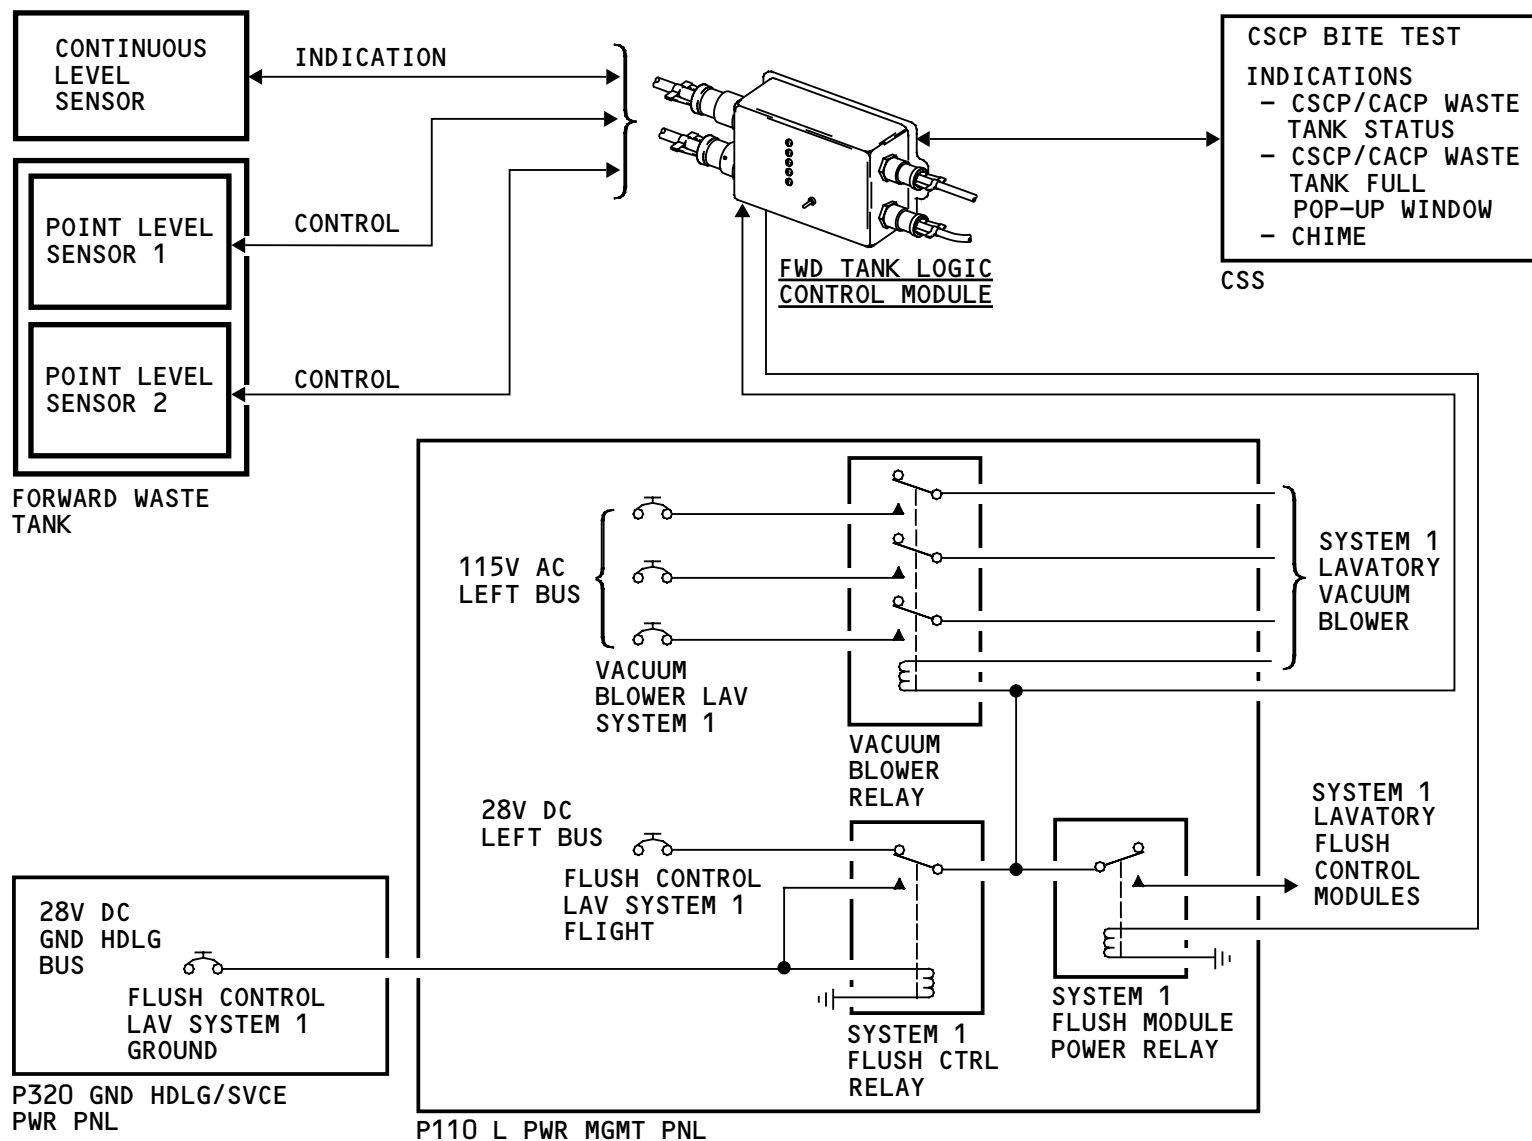 CONTINUOUS
LEVEL
SENSOR
INDICATION
POINT LEVEL
SENSOR 1
CONTROL
POINT LEVEL
SENSOR 2
CONTROL
FORWARD WASTE
TANK
FWD TANK LOGIC
CONTROL MODULE
CSCP BITE TEST
INDICATIONS
– CSCP/CACP WASTE
TANK STATUS
– CSCP/CACP WASTE
TANK FULL
POP–UP WINDOW
– CHIME
CSS
115V AC
LEFT BUS
VACUUM
BLOWER LAV
SYSTEM 1
VACUUM
BLOWER
RELAY
SYSTEM 1
LAVATORY
VACUUM
BLOWER
28V DC
LEFT BUS
FLUSH CONTROL
LAV SYSTEM 1
FLIGHT
SYSTEM 1
FLUSH CTRL
RELAY
SYSTEM 1
FLUSH MODULE
POWER RELAY
SYSTEM 1
LAVATORY
FLUSH
CONTROL
MODULES
28V DC
GND HDLG
BUS
FLUSH CONTROL
LAV SYSTEM 1
GROUND
P320 GND HDLG/SVCE
PWR PNL
P110 L PWR MGMT PNL